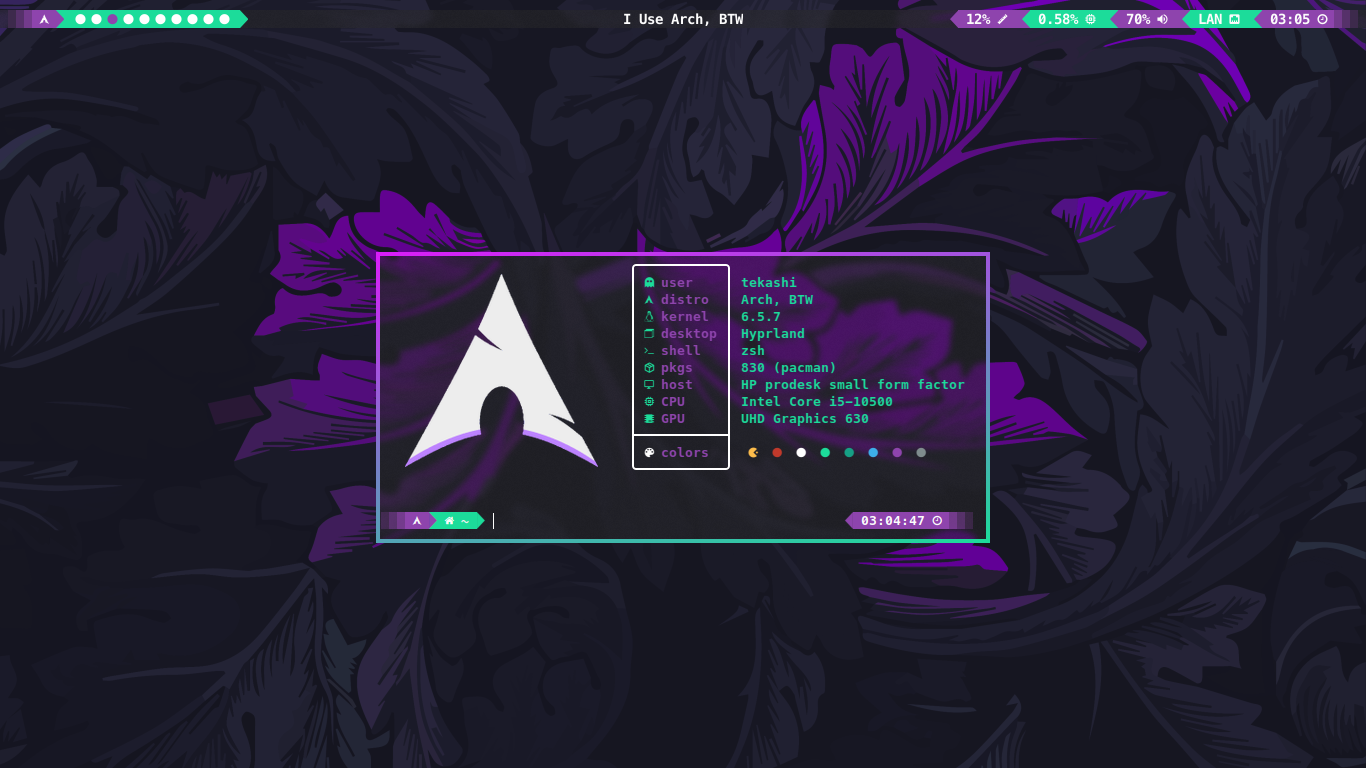 I Use Arch, BTW
12%
0.58%
70%
LAN
03:05
user tekashi
distro Arch, BTW
kernel 6.5.7
desktop Hyprland
shell zsh
pkgs 830 (pacman)
host HP prodesk small form factor
CPU Intel Core i5-10500
GPU UHD Graphics 630
colors
~
03:04:47